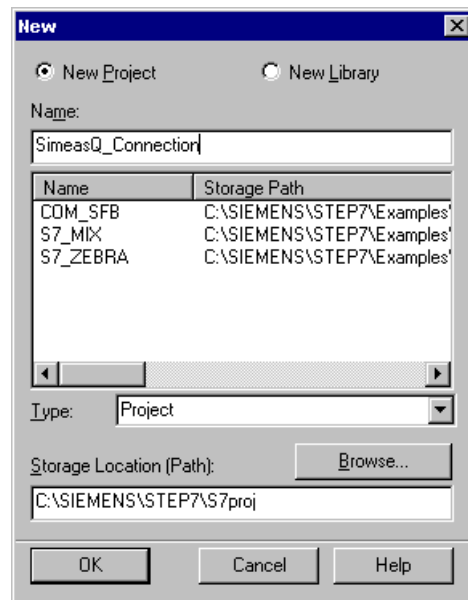 New
New Project New Library
Name:
SimeasQ_Connection
Name Storage Path
COM_SFB C:\SIEMENS\STEP7\Examples\
S7_MIX C:\SIEMENS\STEP7\Examples\
S7_ZEBRA C:\SIEMENS\STEP7\Examples\
Type: Project
Storage Location (Path): Browse...
C:\SIEMENS\STEP7\S7proj
OK Cancel Help